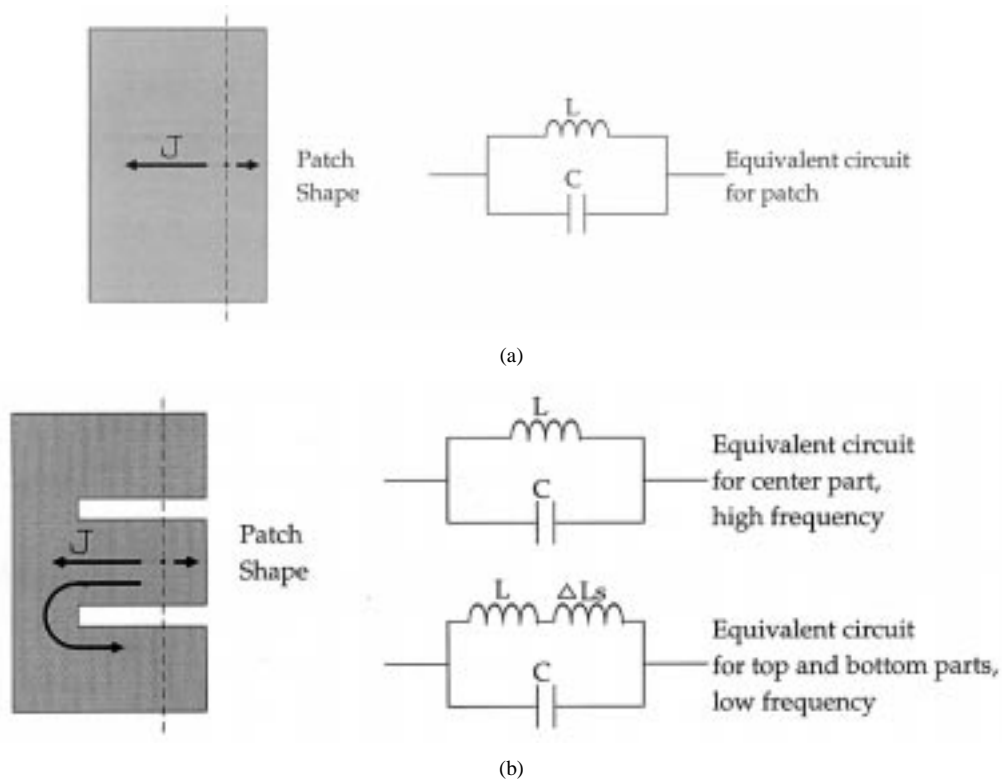 J
Patch
Shape
L
C
Equivalent circuit
for patch
(a)
J
Patch
Shape
L
C
Equivalent circuit
for center part,
high frequency
L △Ls
C
Equivalent circuit
for top and bottom parts,
low frequency
(b)